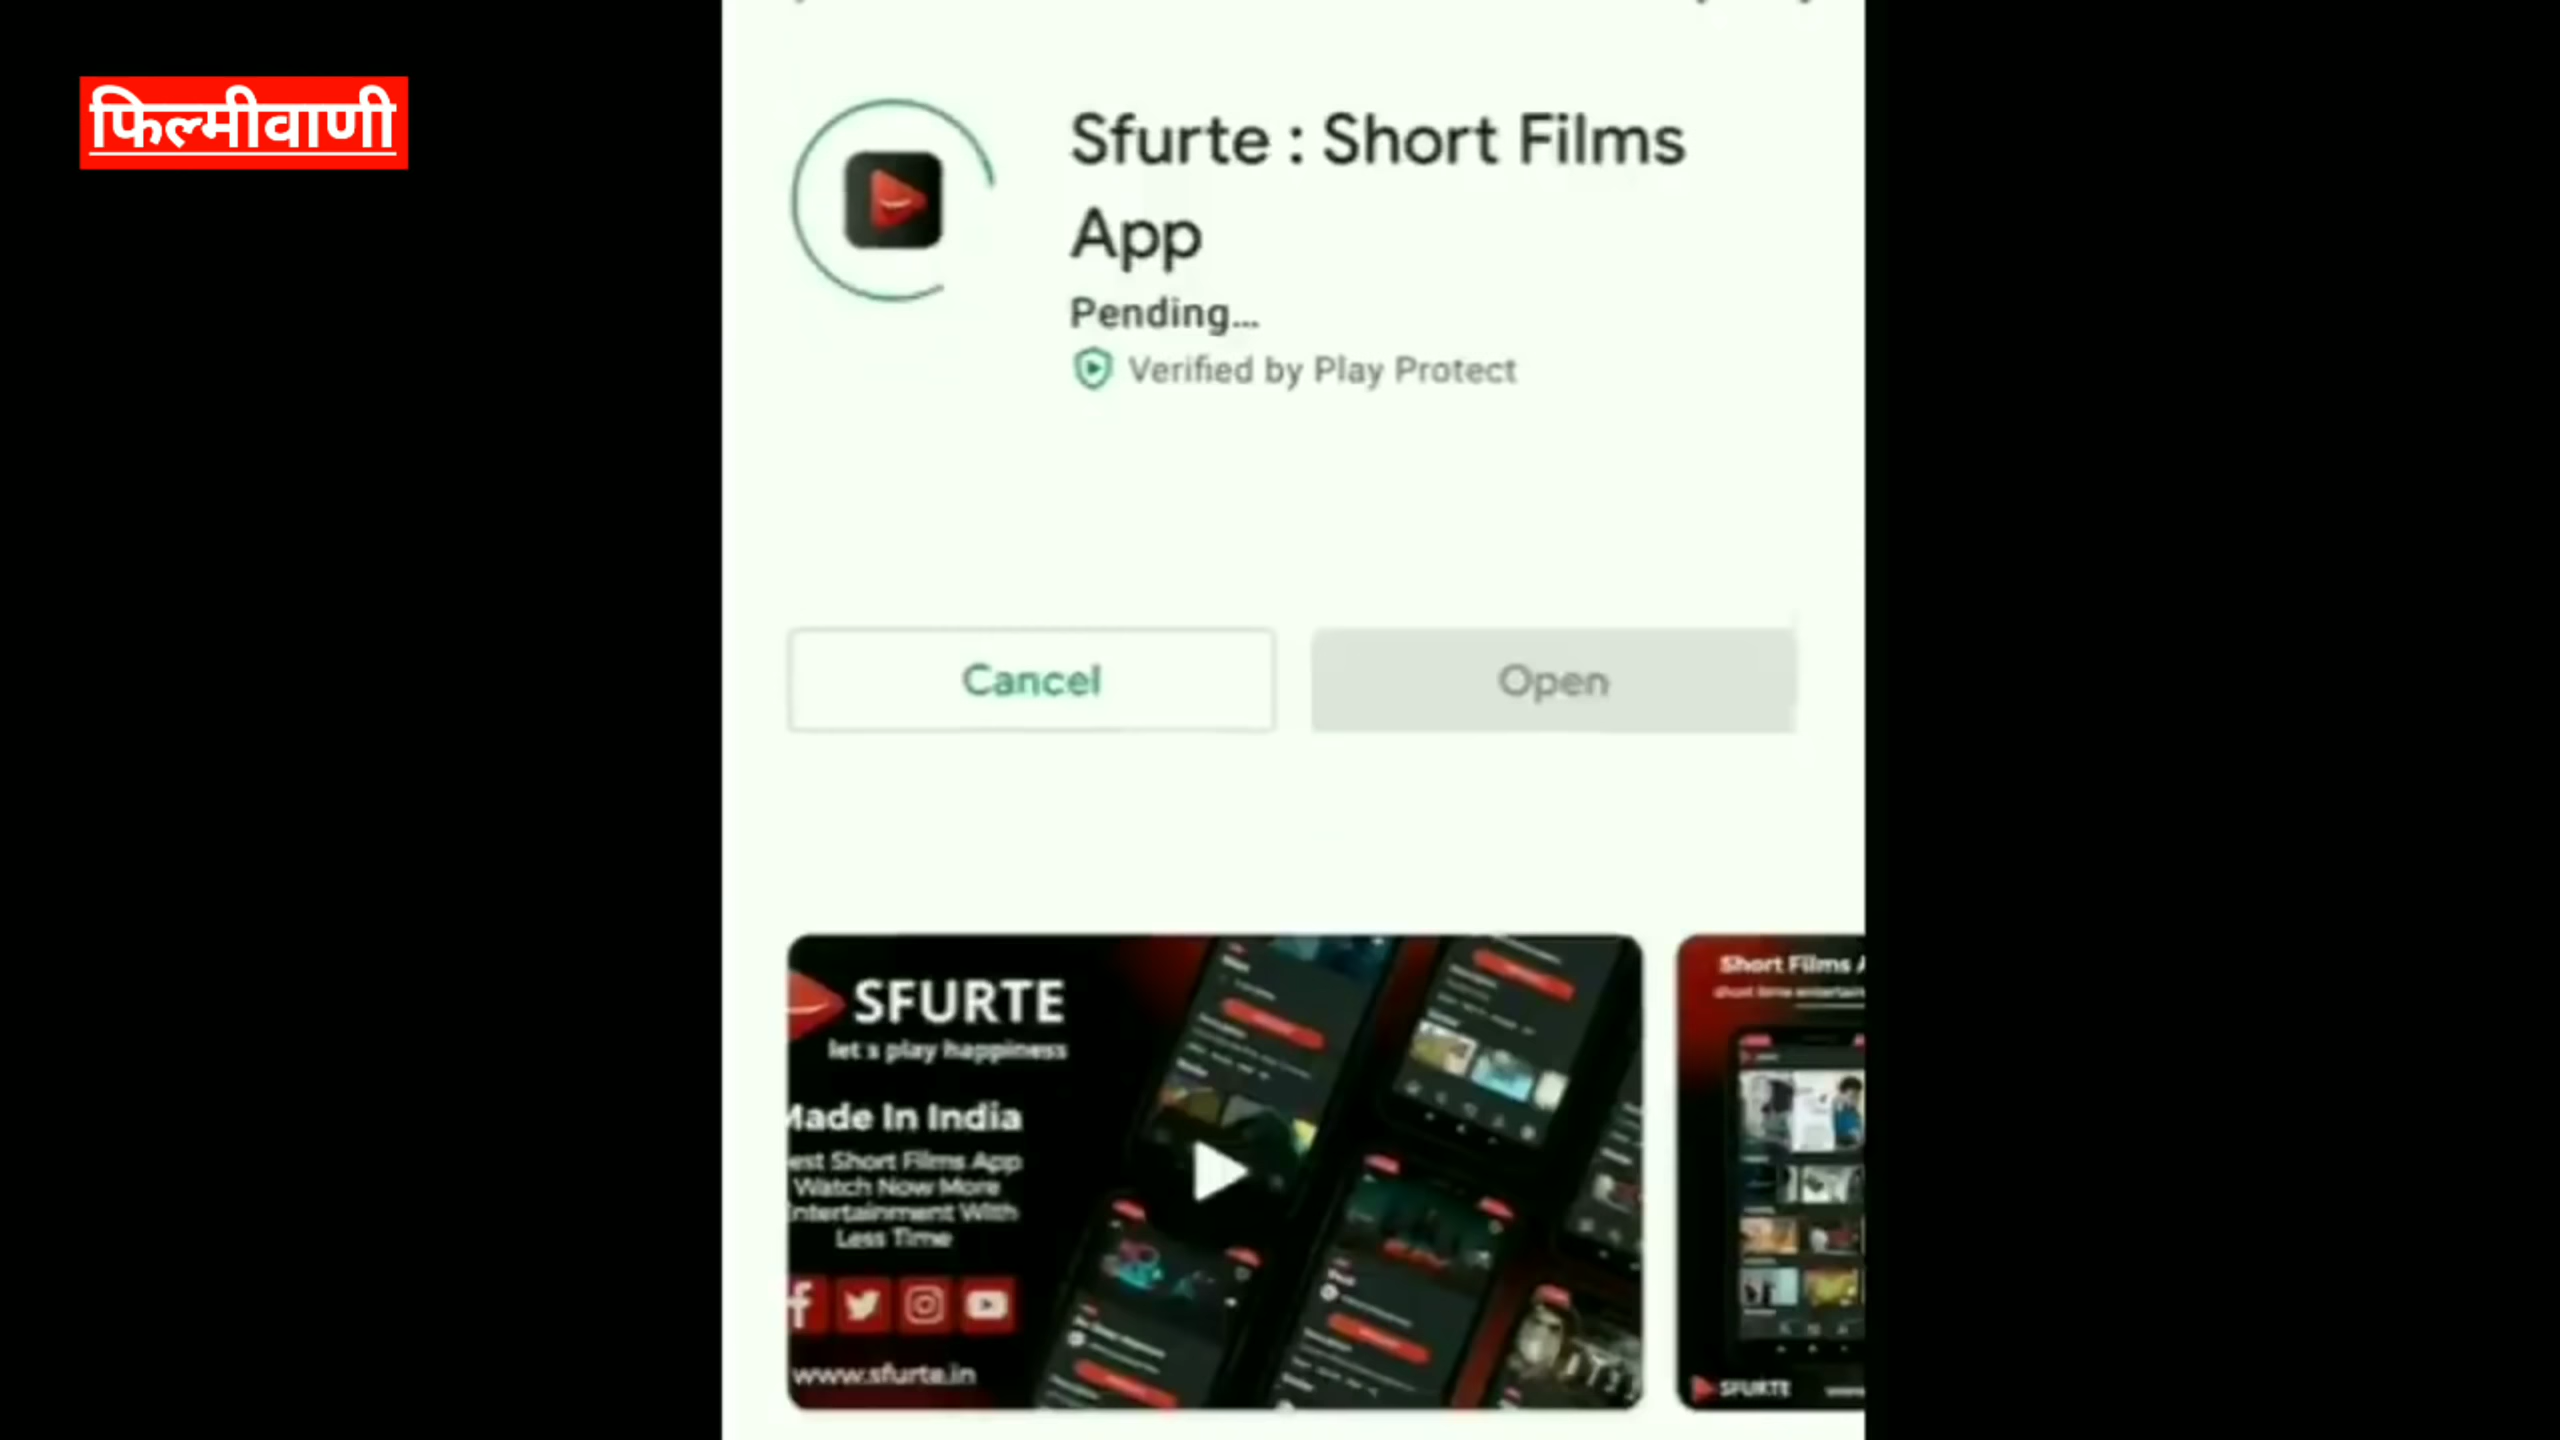 फिल्मीवाणी
Sfurte : Short Films
App
Pending...
Verified by Play Protect
Cancel
Open
SFURTE
let's play happiness
Made In India
est Short Films App
Watch Now More
Entertainment With
Less Time
www.sfurte.in
Short Films
SFURTE